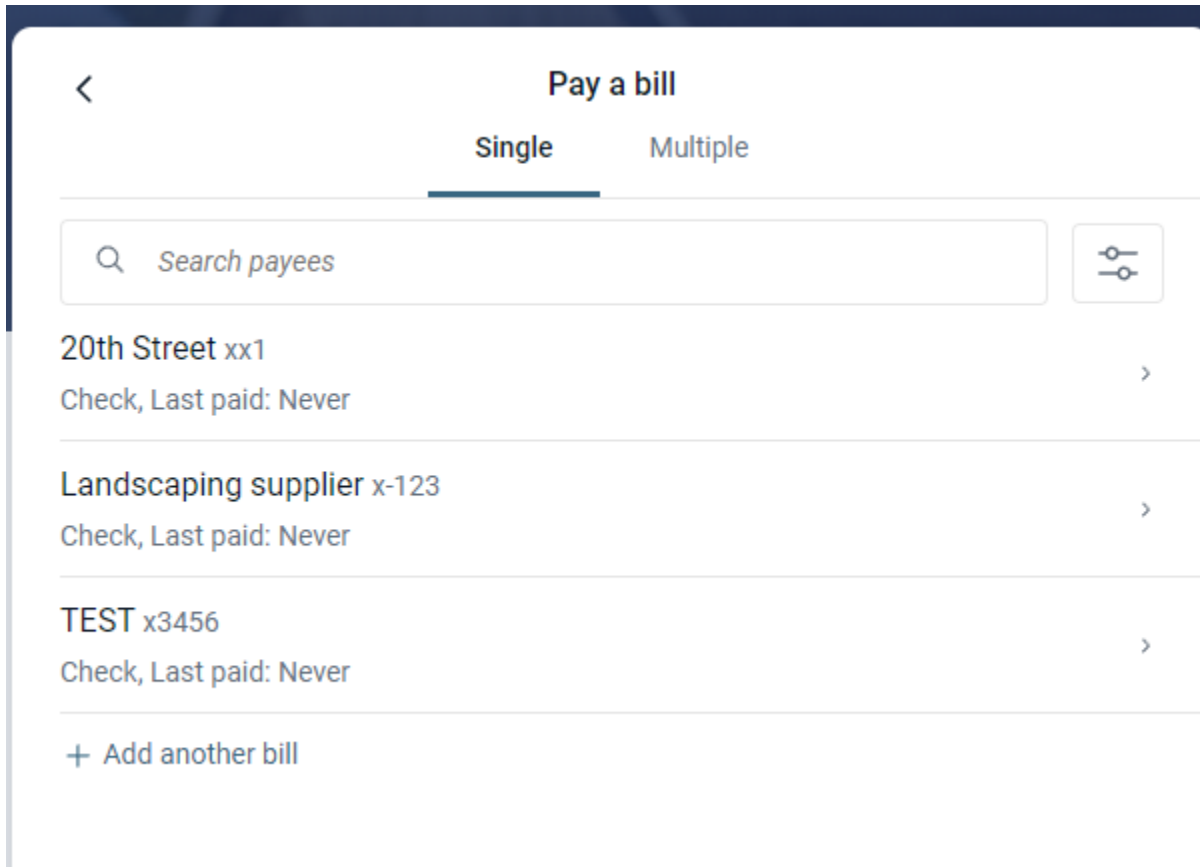 Pay a bill
Single Multiple
Search payees
20th Street xx1
Check, Last paid: Never
Landscaping supplier x-123
Check, Last paid: Never
TEST x3456
Check, Last paid: Never
+ Add another bill